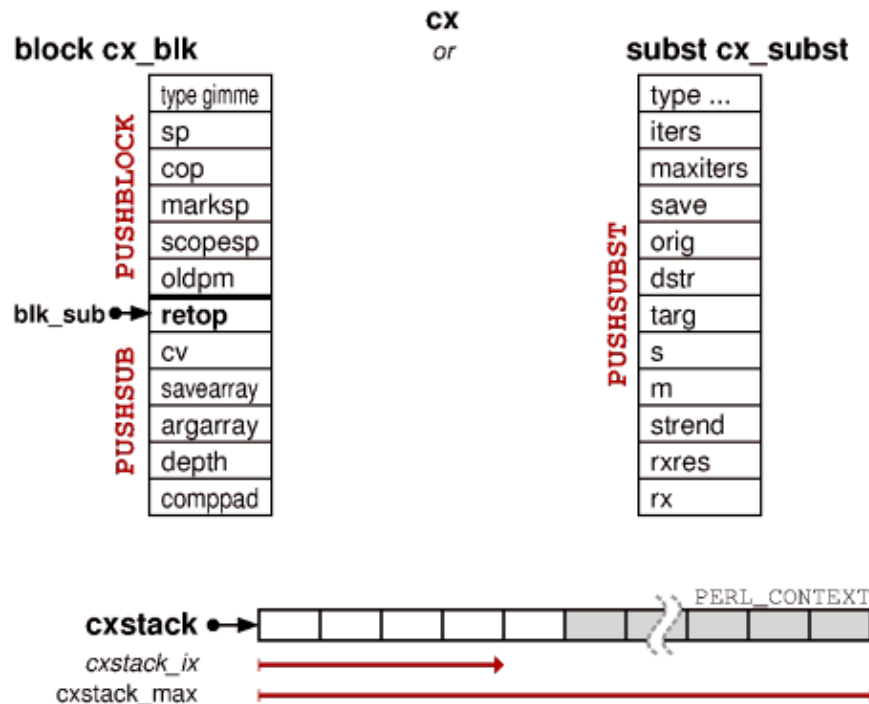 cx
or
block cx_blk
subst cx_subst
PUSHBLOCK
type gimme
sp
cop
marksp
scopesp
oldpm
blk_sub
retop
PUSHSUB
cv
savearray
argarray
depth
comppad
PUSHSUBST
type ...
iters
maxiters
save
orig
dstr
targ
s
m
strend
rxres
rx
PERL_CONTEXT
cxstack
cxstack_ix
cxstack_max